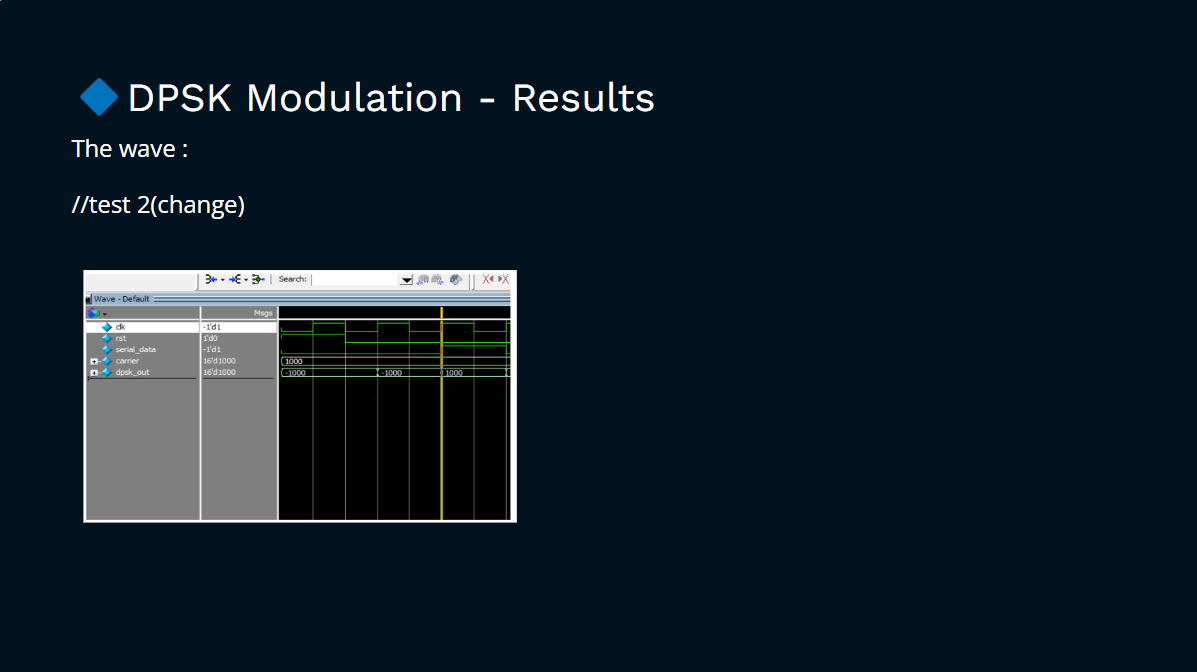 DPSK Modulation - Results
The wave :
//test 2(change)
Search:
Wave - Default
Msgs
clk -1'd1
rst 1'd0
serial_data -1'd1
carrier 16'd1000 1000
dpsk_out 16'd1000 -1000 -1000 1000